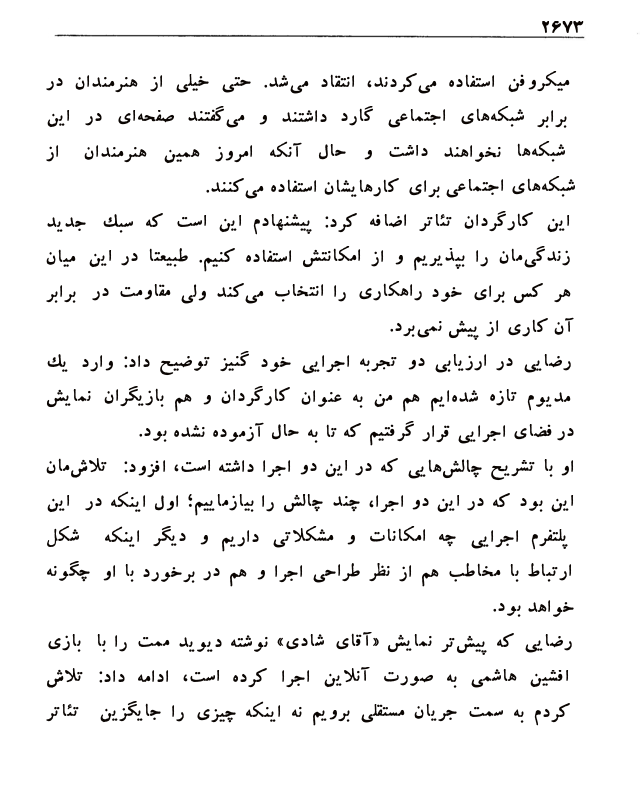 ۲۶۷۳
میکروفن استفاده می‌کردند، انتقاد می‌شد. حتی خیلی از هنرمندان در
برابر شبکه‌های اجتماعی گارد داشتند و می‌گفتند صفحه‌ای در این
شبکه‌ها نخواهند داشت و حال آنکه امروز همین هنرمندان از
شبکه‌های اجتماعی برای کارهایشان استفاده می‌کنند.
این کارگردان تئاتر اضافه کرد: پیشنهادم این است که سبك جدید
زندگی‌مان را بپذیریم و از امکانتش استفاده کنیم. طبیعتا در این میان
هر کس برای خود راهکاری را انتخاب می‌کند ولی مقاومت در برابر
آن کاری از پیش نمی‌برد.
رضایی در ارزیابی دو تجربه اجرایی خود گنیز توضیح داد: وارد یك
مدیوم تازه شده‌ایم هم من به عنوان کارگردان و هم بازیگران نمایش
در فضای اجرایی قرار گرفتیم که تا به حال آزموده نشده بود.
او با تشریح چالش‌هایی که در این دو اجرا داشته است، افزود: تلاش‌مان
این بود که در این دو اجرا، چند چالش را بیازماییم؛ اول اینکه در این
پلتفرم اجرایی چه امکانات و مشکلاتی داریم و دیگر اینکه شکل
ارتباط با مخاطب هم از نظر طراحی اجرا و هم در برخورد با او چگونه
خواهد بود.
رضایی که پیش‌تر نمایش «آقای شادی» نوشته دیوید ممت را با بازی
افشین هاشمی به صورت آنلاین اجرا کرده است، ادامه داد: تلاش
کردم به سمت جریان مستقلی برویم نه اینکه چیزی را جایگزین تئاتر